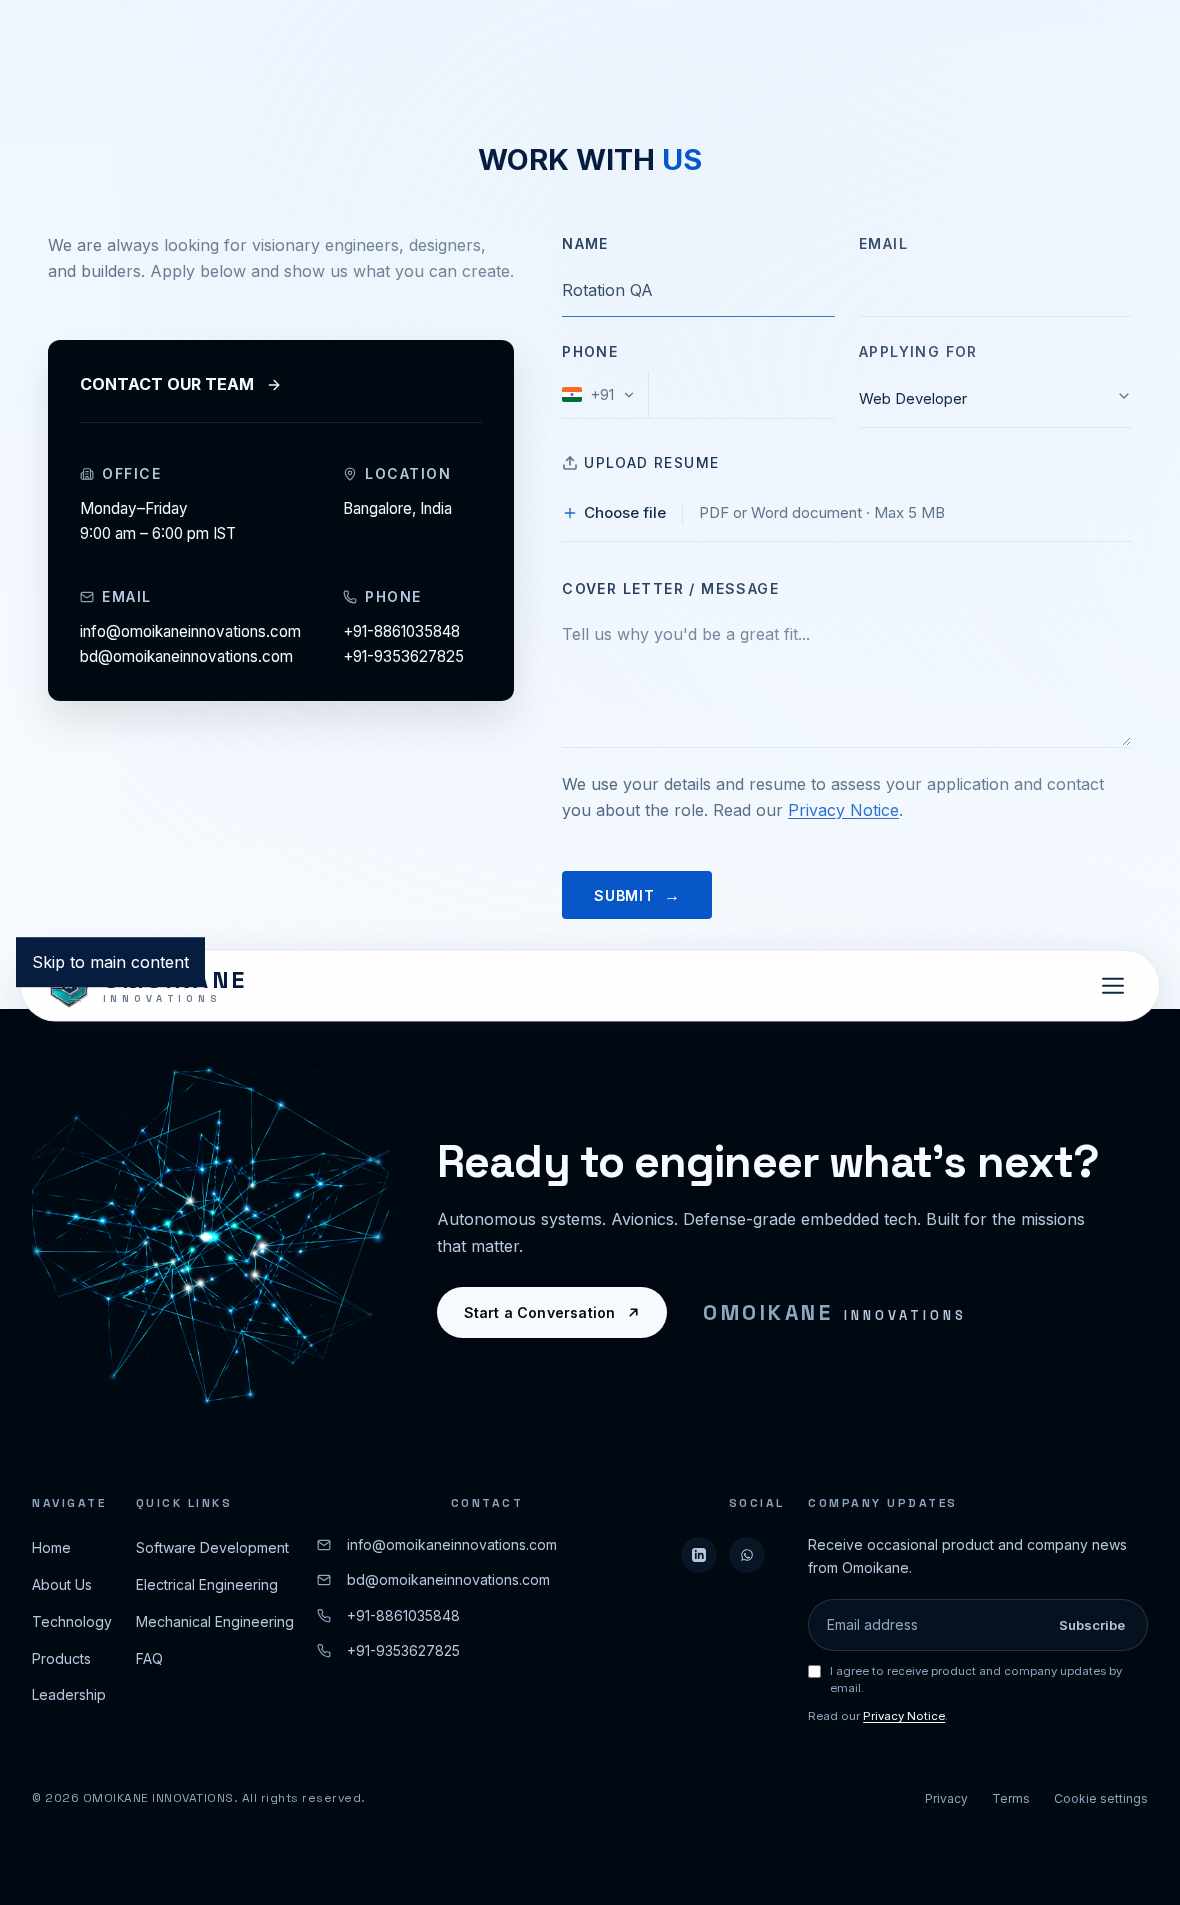 WORK WITH US
We are always looking for visionary engineers, designers,
and builders. Apply below and show us what you can create.
CONTACT OUR TEAM →
OFFICE
Monday–Friday
9:00 am – 6:00 pm IST
LOCATION
Bangalore, India
EMAIL
info@omoikaneinnovations.com
bd@omoikaneinnovations.com
PHONE
+91-8861035848
+91-9353627825
NAME
Rotation QA
EMAIL
PHONE
+91
APPLYING FOR
Web Developer
UPLOAD RESUME
+ Choose file
PDF or Word document · Max 5 MB
COVER LETTER / MESSAGE
Tell us why you'd be a great fit...
We use your details and resume to assess your application and contact
you about the role. Read our Privacy Notice.
SUBMIT →
Skip to main content
INNOVATIONS
Ready to engineer what’s next?
Autonomous systems. Avionics. Defense-grade embedded tech. Built for the missions
that matter.
Start a Conversation ↗
OMOIKANE INNOVATIONS
NAVIGATE
Home
About Us
Technology
Products
Leadership
QUICK LINKS
Software Development
Electrical Engineering
Mechanical Engineering
FAQ
CONTACT
info@omoikaneinnovations.com
bd@omoikaneinnovations.com
+91-8861035848
+91-9353627825
SOCIAL
COMPANY UPDATES
Receive occasional product and company news
from Omoikane.
Email address
Subscribe
I agree to receive product and company updates by
email.
Read our Privacy Notice.
© 2026 OMOIKANE INNOVATIONS. All rights reserved.
Privacy
Terms
Cookie settings